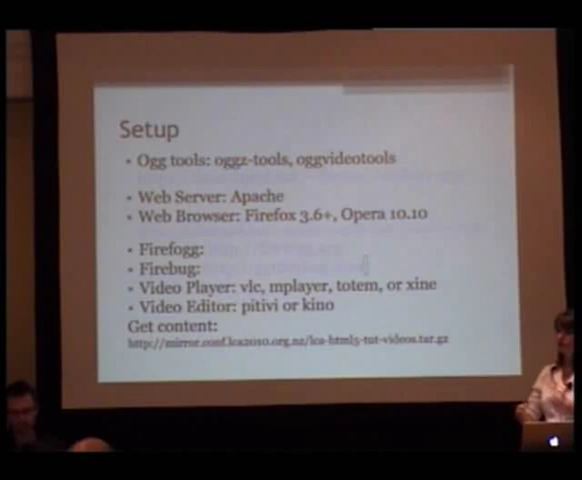 Setup
• Ogg tools: oggz-tools, oggvideotools
• Web Server: Apache
• Web Browser: Firefox 3.6+, Opera 10.10
• Firefogg:
• Firebug:
• Video Player: vlc, mplayer, totem, or xine
• Video Editor: pitivi or kino
Get content:
http://mirror.conf.lca2010.org.nz/lca-html5-tut-videos.tar.gz